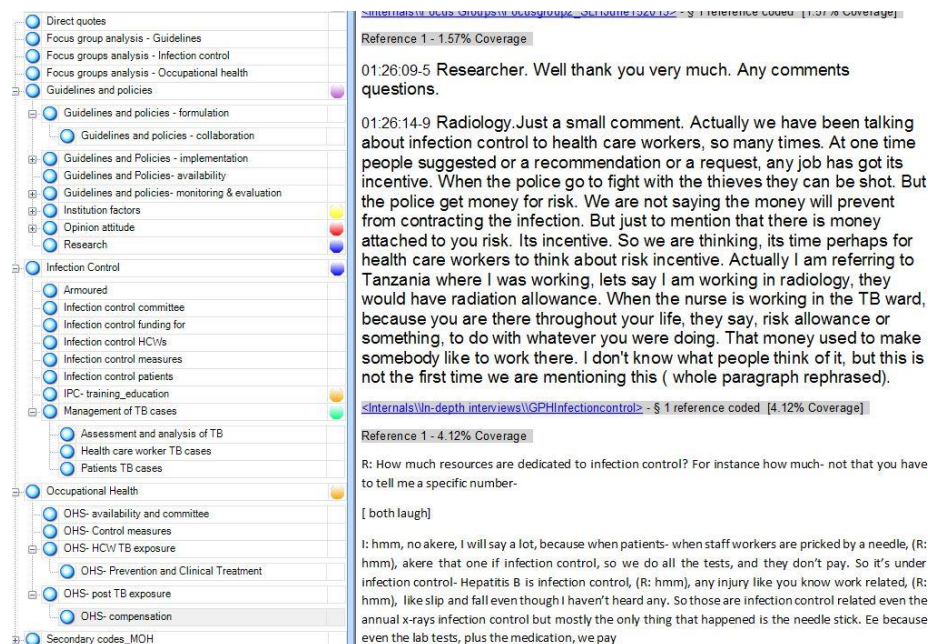 Direct quotes
Focus group analysis - Guidelines
Focus groups analysis - Infection control
Focus groups analysis - Occupational health
Guidelines and policies
Guidelines and policies - formulation
Guidelines and policies - collaboration
Guidelines and Policies - implementation
Guidelines and Policies- availability
Guidelines and policies- monitoring & evaluation
Institution factors
Opinion attitude
Research
Infection Control
Armoured
Infection control committee
Infection control funding for
Infection control HCWs
Infection control measures
Infection control patients
IPC- training_education
Management of TB cases
Assessment and analysis of TB
Health care worker TB cases
Patients TB cases
Occupational Health
OHS- availability and committee
OHS- Control measures
OHS- HCW TB exposure
OHS- Prevention and Clinical Treatment
OHS- post TB exposure
OHS- compensation
Secondary codes_MOH
<Internals\\Focus Groups\\Focusgroup2_SLHJune152015> - § 1 reference coded [1.57% Coverage]
Reference 1 - 1.57% Coverage
01:26:09-5 Researcher. Well thank you very much. Any comments
questions.
01:26:14-9 Radiology.Just a small comment. Actually we have been talking
about infection control to health care workers, so many times. At one time
people suggested or a recommendation or a request, any job has got its
incentive. When the police go to fight with the thieves they can be shot. But
the police get money for risk. We are not saying the money will prevent
from contracting the infection. But just to mention that there is money
attached to you risk. Its incentive. So we are thinking, its time perhaps for
health care workers to think about risk incentive. Actually I am referring to
Tanzania where I was working, lets say I am working in radiology, they
would have radiation allowance. When the nurse is working in the TB ward,
because you are there throughout your life, they say, risk allowance or
something, to do with whatever you were doing. That money used to make
somebody like to work there. I don't know what people think of it, but this is
not the first time we are mentioning this ( whole paragraph rephrased).
<Internals\\In-depth interviews\\GPHInfectioncontrol> - § 1 reference coded [4.12% Coverage]
Reference 1 - 4.12% Coverage
R: How much resources are dedicated to infection control? For instance how much- not that you have
to tell me a specific number-
[ both laugh]
I: hmm, no akere, I will say a lot, because when patients- when staff workers are pricked by a needle, (R:
hmm), akere that one if infection control, so we do all the tests, and they don't pay. So it's under
infection control- Hepatitis B is infection control, (R: hmm), any injury like you know work related, (R:
hmm), like slip and fall even though I haven't heard any. So those are infection control related even the
annual x-rays infection control but mostly the only thing that happened is the needle stick. Ee because
even the lab tests, plus the medication, we pay